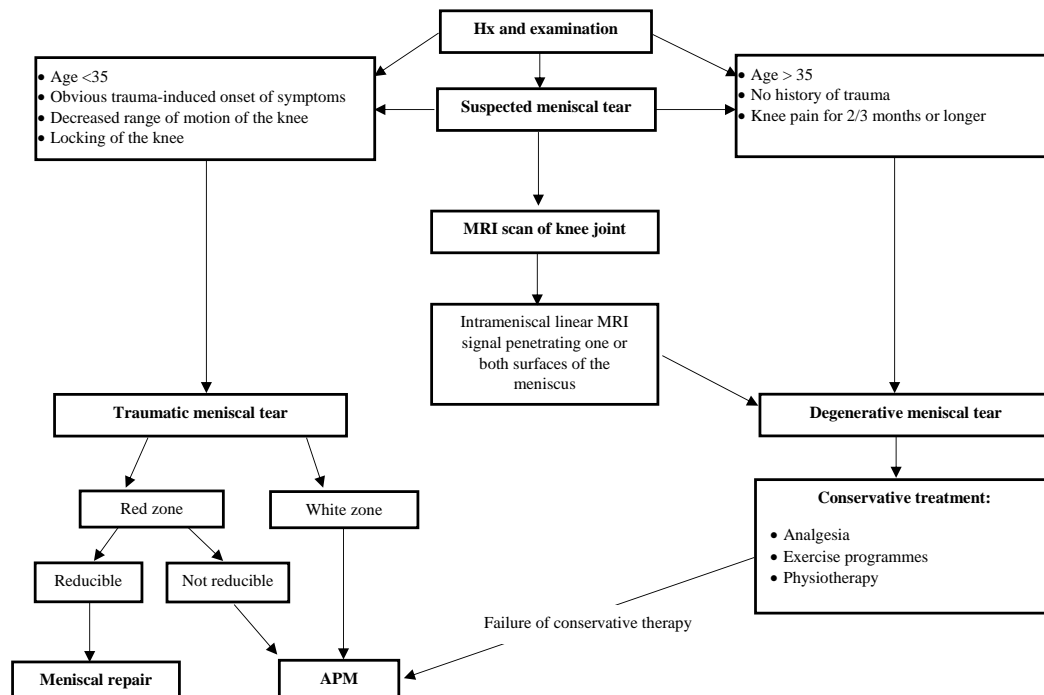 Hx and examination
• Age <35
• Obvious trauma-induced onset of symptoms
• Decreased range of motion of the knee
• Locking of the knee
Suspected meniscal tear
• Age > 35
• No history of trauma
• Knee pain for 2/3 months or longer
MRI scan of knee joint
Intrameniscal linear MRI
signal penetrating one or
both surfaces of the
meniscus
Traumatic meniscal tear
Degenerative meniscal tear
Red zone
White zone
Conservative treatment:
• Analgesia
• Exercise programmes
• Physiotherapy
Reducible
Not reducible
Failure of conservative therapy
Meniscal repair
APM